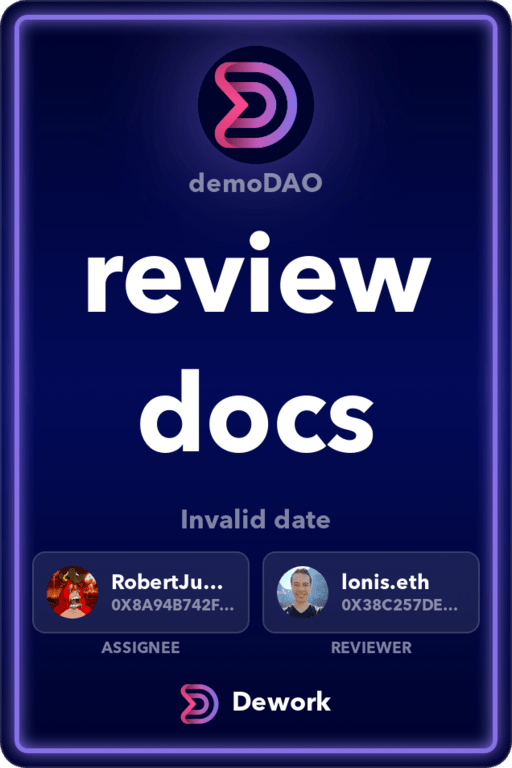 demoDAO
review
docs
Invalid date
RobertJu...
0X8A94B742F...
lonis.eth
0X38C257DE...
ASSIGNEE
REVIEWER
Dework